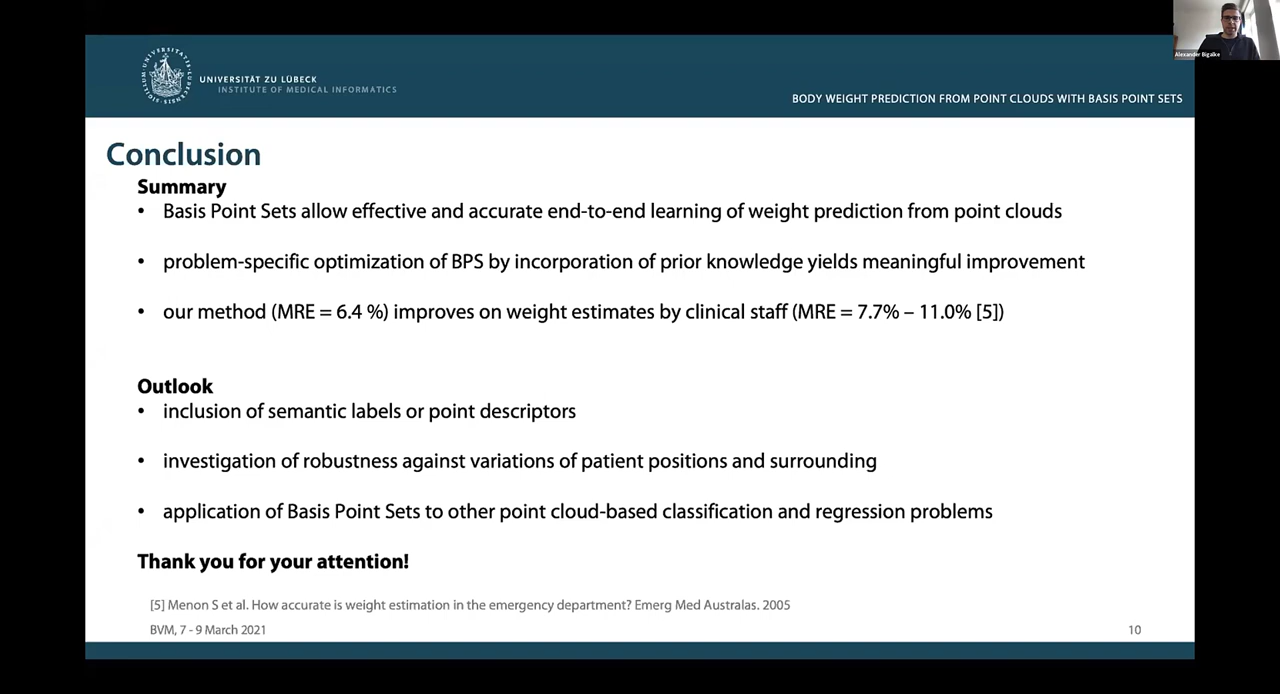 Alexander Bigalke
UNIVERSITÄT ZU LÜBECK
INSTITUTE OF MEDICAL INFORMATICS
BODY WEIGHT PREDICTION FROM POINT CLOUDS WITH BASIS POINT SETS
Conclusion
Summary
• Basis Point Sets allow effective and accurate end-to-end learning of weight prediction from point clouds
• problem-specific optimization of BPS by incorporation of prior knowledge yields meaningful improvement
• our method (MRE = 6.4 %) improves on weight estimates by clinical staff (MRE = 7.7% – 11.0% [5])
Outlook
• inclusion of semantic labels or point descriptors
• investigation of robustness against variations of patient positions and surrounding
• application of Basis Point Sets to other point cloud-based classification and regression problems
Thank you for your attention!
[5] Menon S et al. How accurate is weight estimation in the emergency department? Emerg Med Australas. 2005
BVM, 7 - 9 March 2021
10